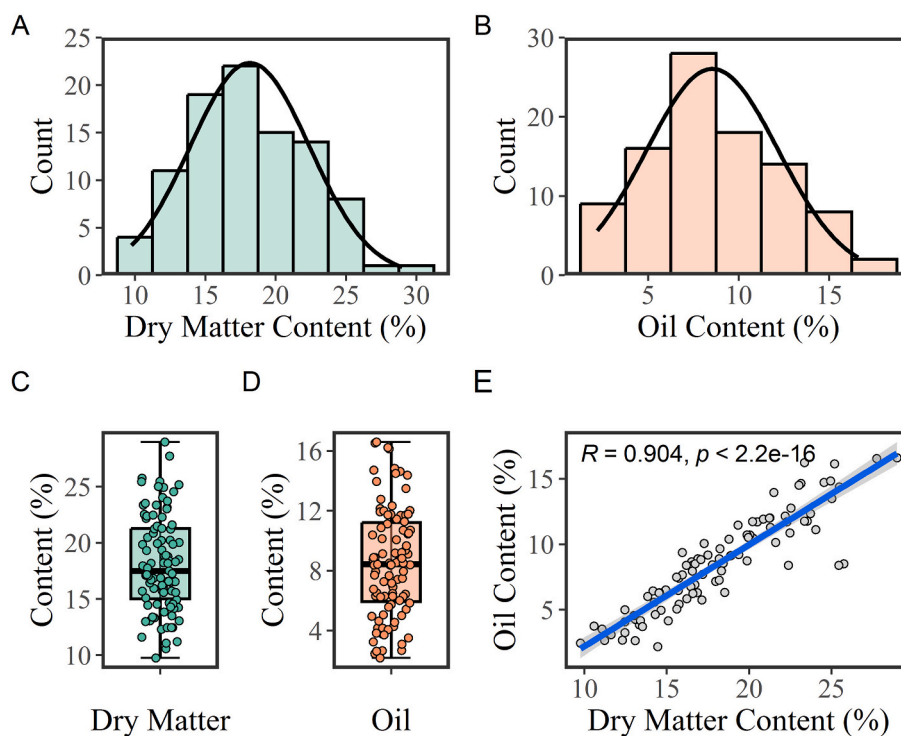 A
25
20
15
10
5
0
Count
10 15 20 25 30
Dry Matter Content (%)
B
30
20
10
0
Count
5 10 15
Oil Content (%)
C
25
20
15
10
Content (%)
Dry Matter
D
16
12
8
4
Content (%)
Oil
E
R = 0.904, p < 2.2e-16
15
10
5
Oil Content (%)
10 15 20 25
Dry Matter Content (%)